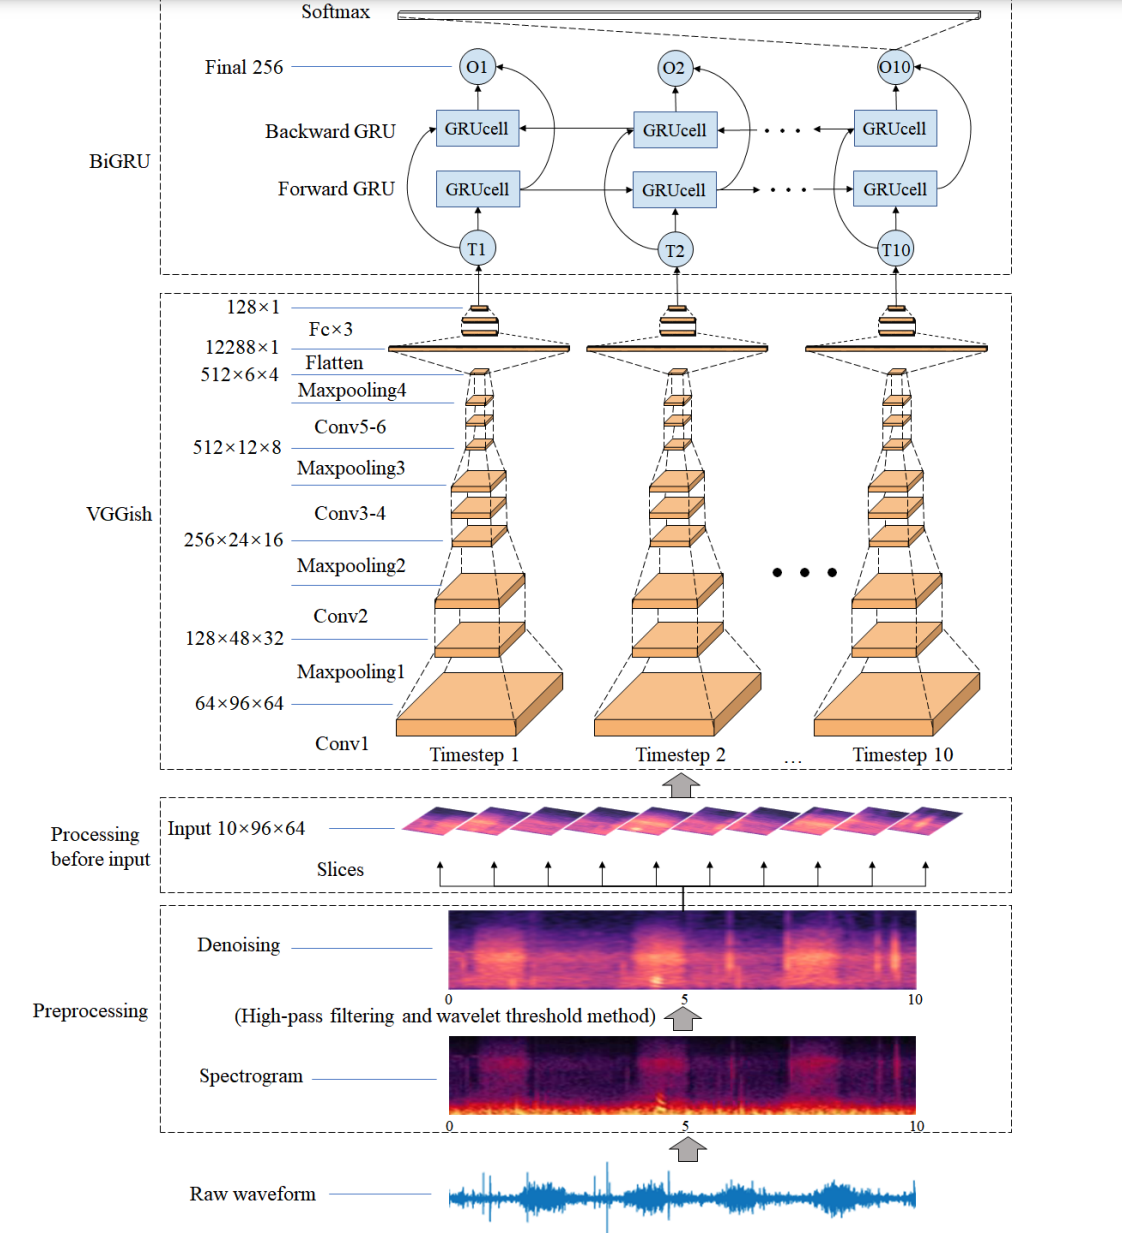 Softmax
Final 256
O1
O2
O10
Backward GRU
GRUcell
GRUcell
GRUcell
BiGRU
Forward GRU
GRUcell
GRUcell
GRUcell
T1
T2
T10
128×1
Fc×3
12288×1
Flatten
512×6×4
Maxpooling4
Conv5-6
512×12×8
Maxpooling3
VGGish
Conv3-4
256×24×16
Maxpooling2
Conv2
128×48×32
Maxpooling1
64×96×64
Conv1
Timestep 1
Timestep 2
...
Timestep 10
Processing
before input
Input 10×96×64
Slices
Denoising
0
5
10
Preprocessing
(High-pass filtering and wavelet threshold method)
Spectrogram
0
5
10
Raw waveform